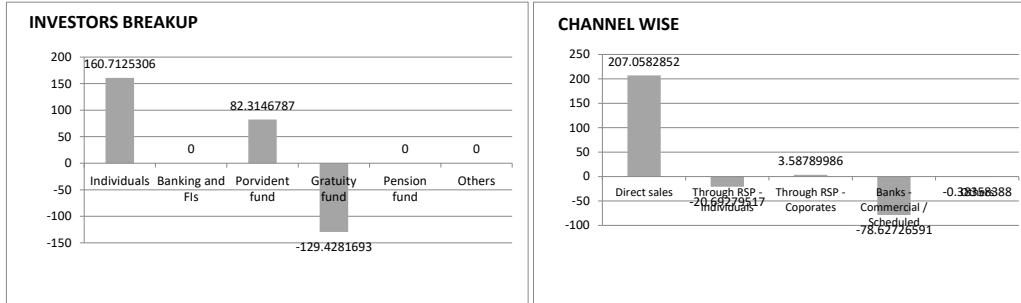 INVESTORS BREAKUP
200
160.7125306
150
100
82.3146787
50
0
0
0
0
Individuals
Banking and
FIs
Porvident
fund
Gratuity
fund
Pension
fund
Others
-50
-100
-129.4281693
-150
CHANNEL WISE
250
207.0582852
200
150
100
50
3.58789986
0
Direct sales
Through RSP -
Individuals
-20.69279517
Through RSP -
Coporates
Banks -
Commercial /
Scheduled
-78.62726591
Others
-0.38358388
-50
-100